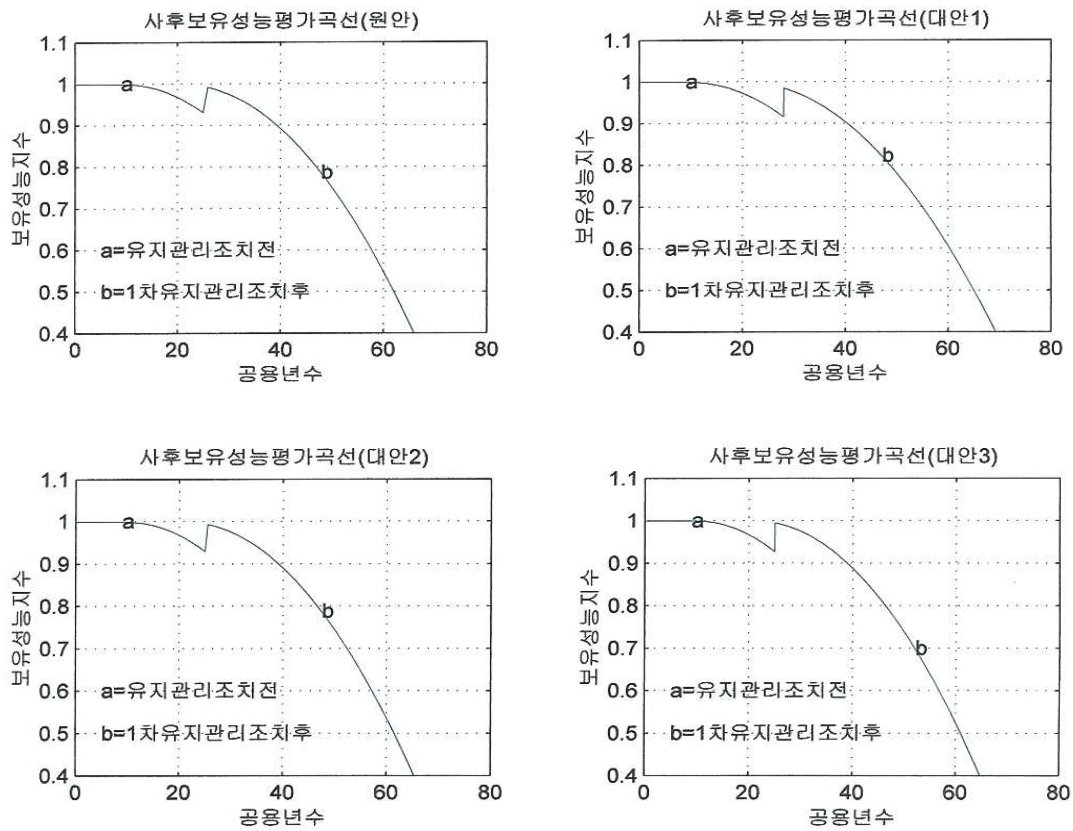 사후보유성능평가곡선(원안)
1.1
1
0.9
0.8
0.7
0.6
0.5
0.4
보유성능지수
a
b
a=유지관리조치전
b=1차유지관리조치후
0 20 40 60 80
공용년수
사후보유성능평가곡선(대안1)
1.1
1
0.9
0.8
0.7
0.6
0.5
0.4
보유성능지수
a
b
a=유지관리조치전
b=1차유지관리조치후
0 20 40 60 80
공용년수
사후보유성능평가곡선(대안2)
1.1
1
0.9
0.8
0.7
0.6
0.5
0.4
보유성능지수
a
b
a=유지관리조치전
b=1차유지관리조치후
0 20 40 60 80
공용년수
사후보유성능평가곡선(대안3)
1.1
1
0.9
0.8
0.7
0.6
0.5
0.4
보유성능지수
a
b
a=유지관리조치전
b=1차유지관리조치후
0 20 40 60 80
공용년수